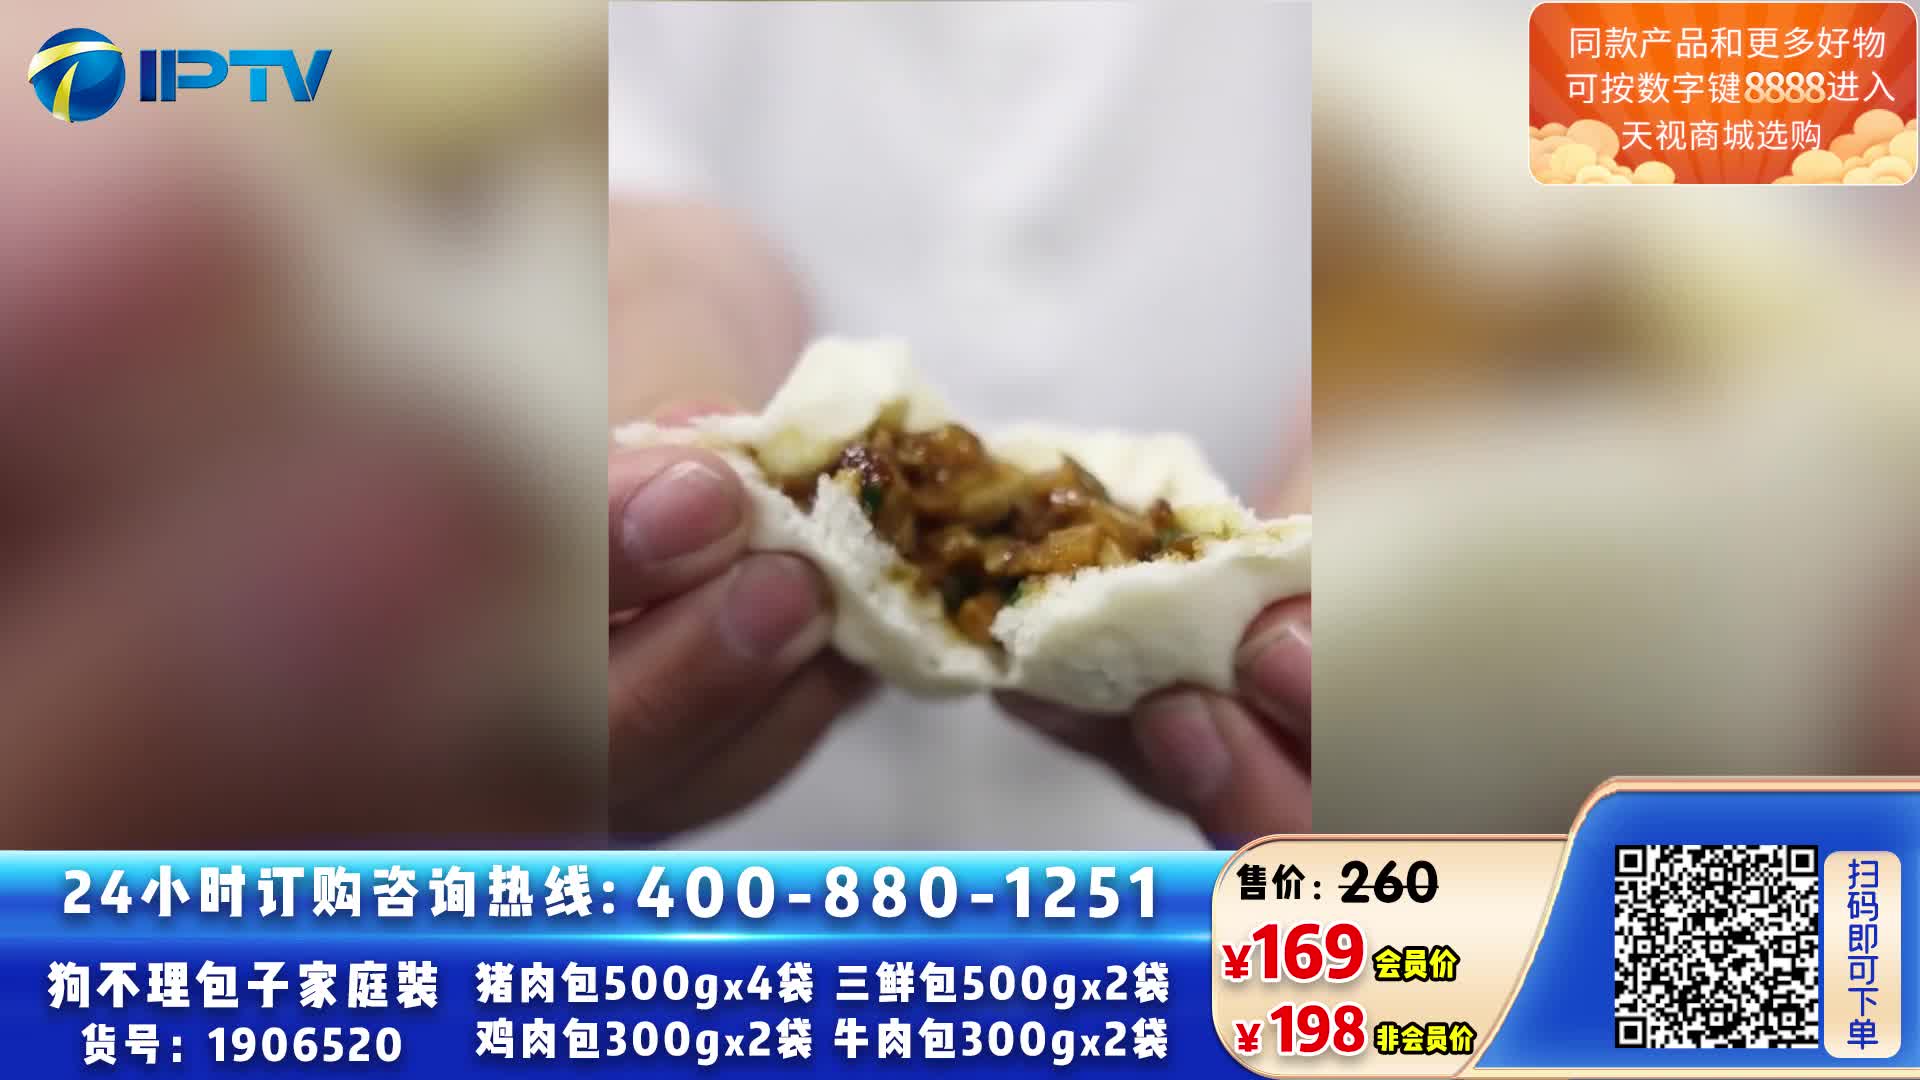 IPTV
同款产品和更多好物
可按数字键8888进入
天视商城选购
24小时订购咨询热线：400-880-1251
狗不理包子家庭装
货号：1906520
猪肉包500gx4袋 三鲜包500gx2袋
鸡肉包300gx2袋 牛肉包300gx2袋
售价：260
¥169会员价
¥198非会员价
扫码即可下单